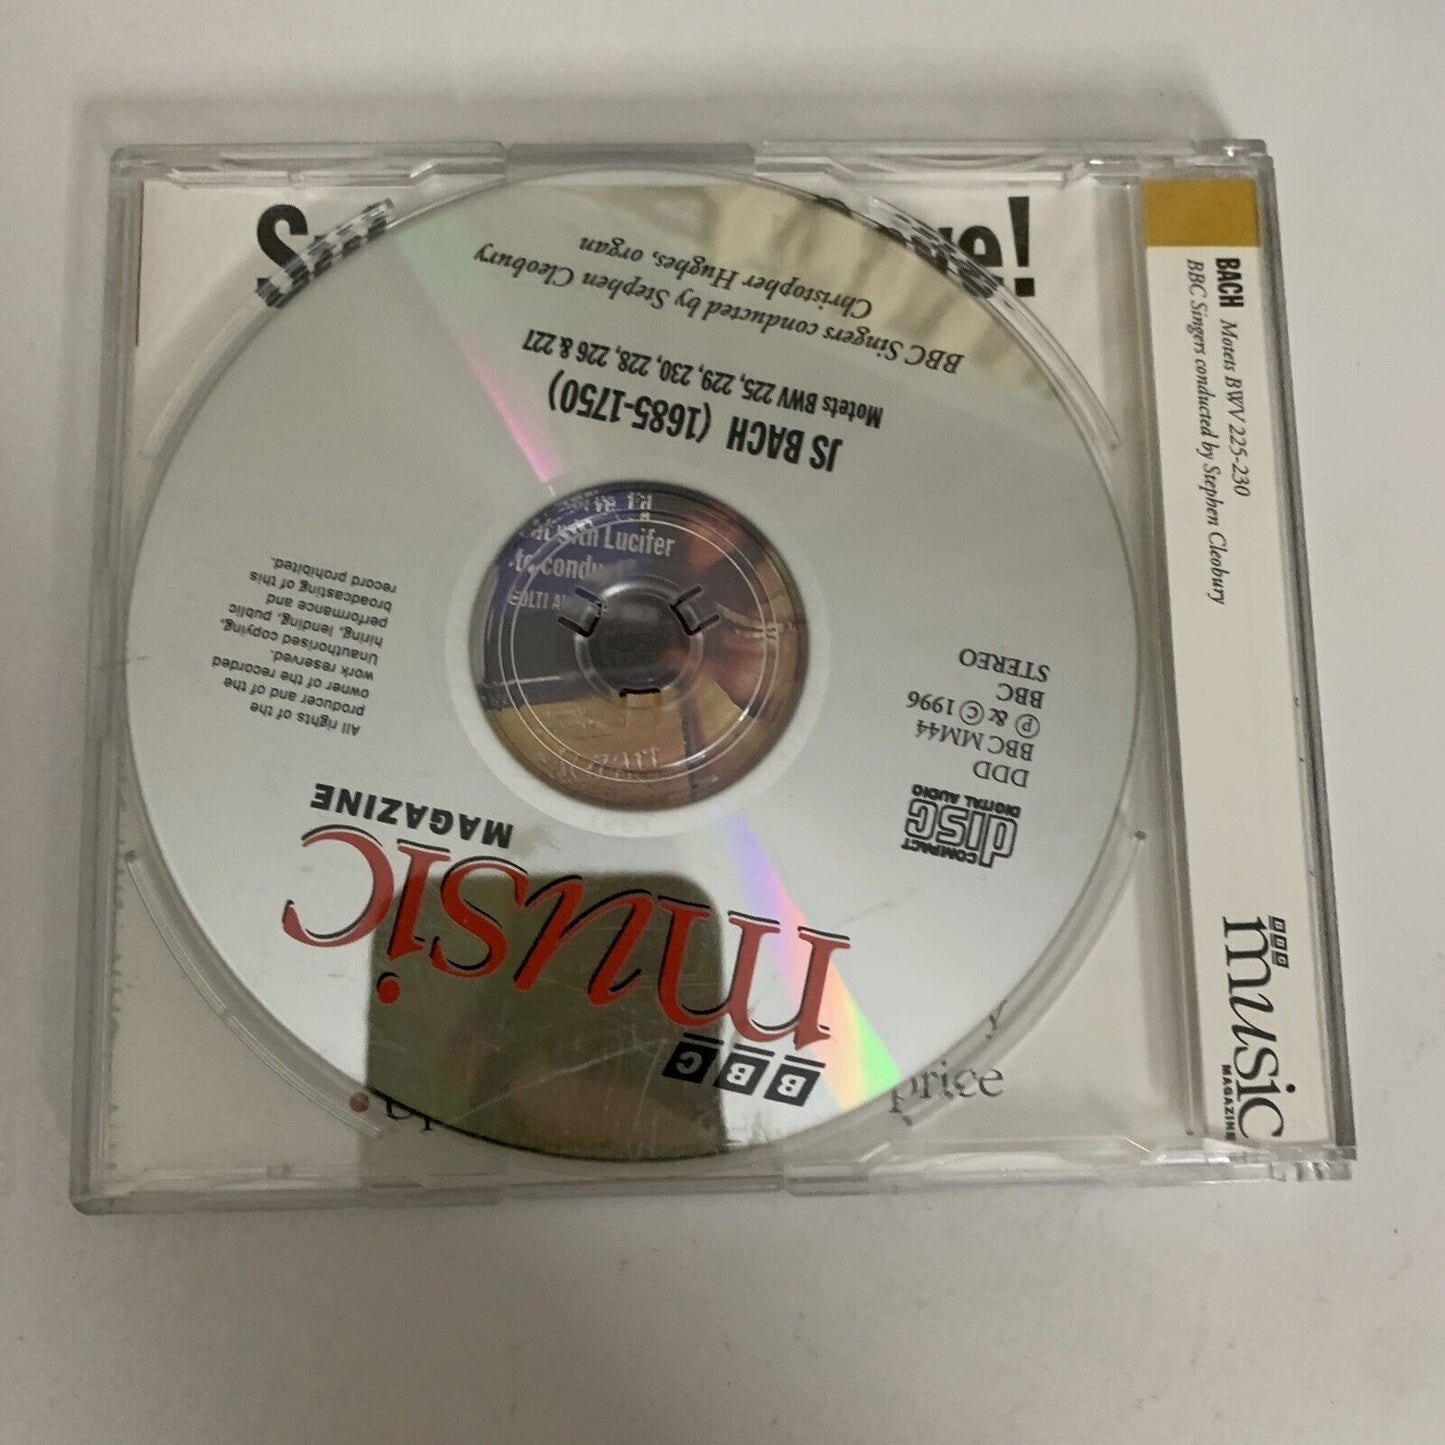 BBC
music
MAGAZINE
COMPACT
disc
DIGITAL AUDIO
DDD
BBC MM44
℗ & © 1996
BBC
STEREO
All rights of the
producer and of the
owner of the recorded
work reserved.
Unauthorised copying,
hiring, lending, public
performance and
broadcasting of this
record prohibited.
JS BACH (1685-1750)
Motets BWV 225, 229, 230, 228, 226 & 227
BBC Singers conducted by Stephen Cleobury
Christopher Hughes, organ
with Lucifer
to
price
BACH Motets BWV 225-230
BBC Singers conducted by Stephen Cleobury
BBC
music
MAGAZINE